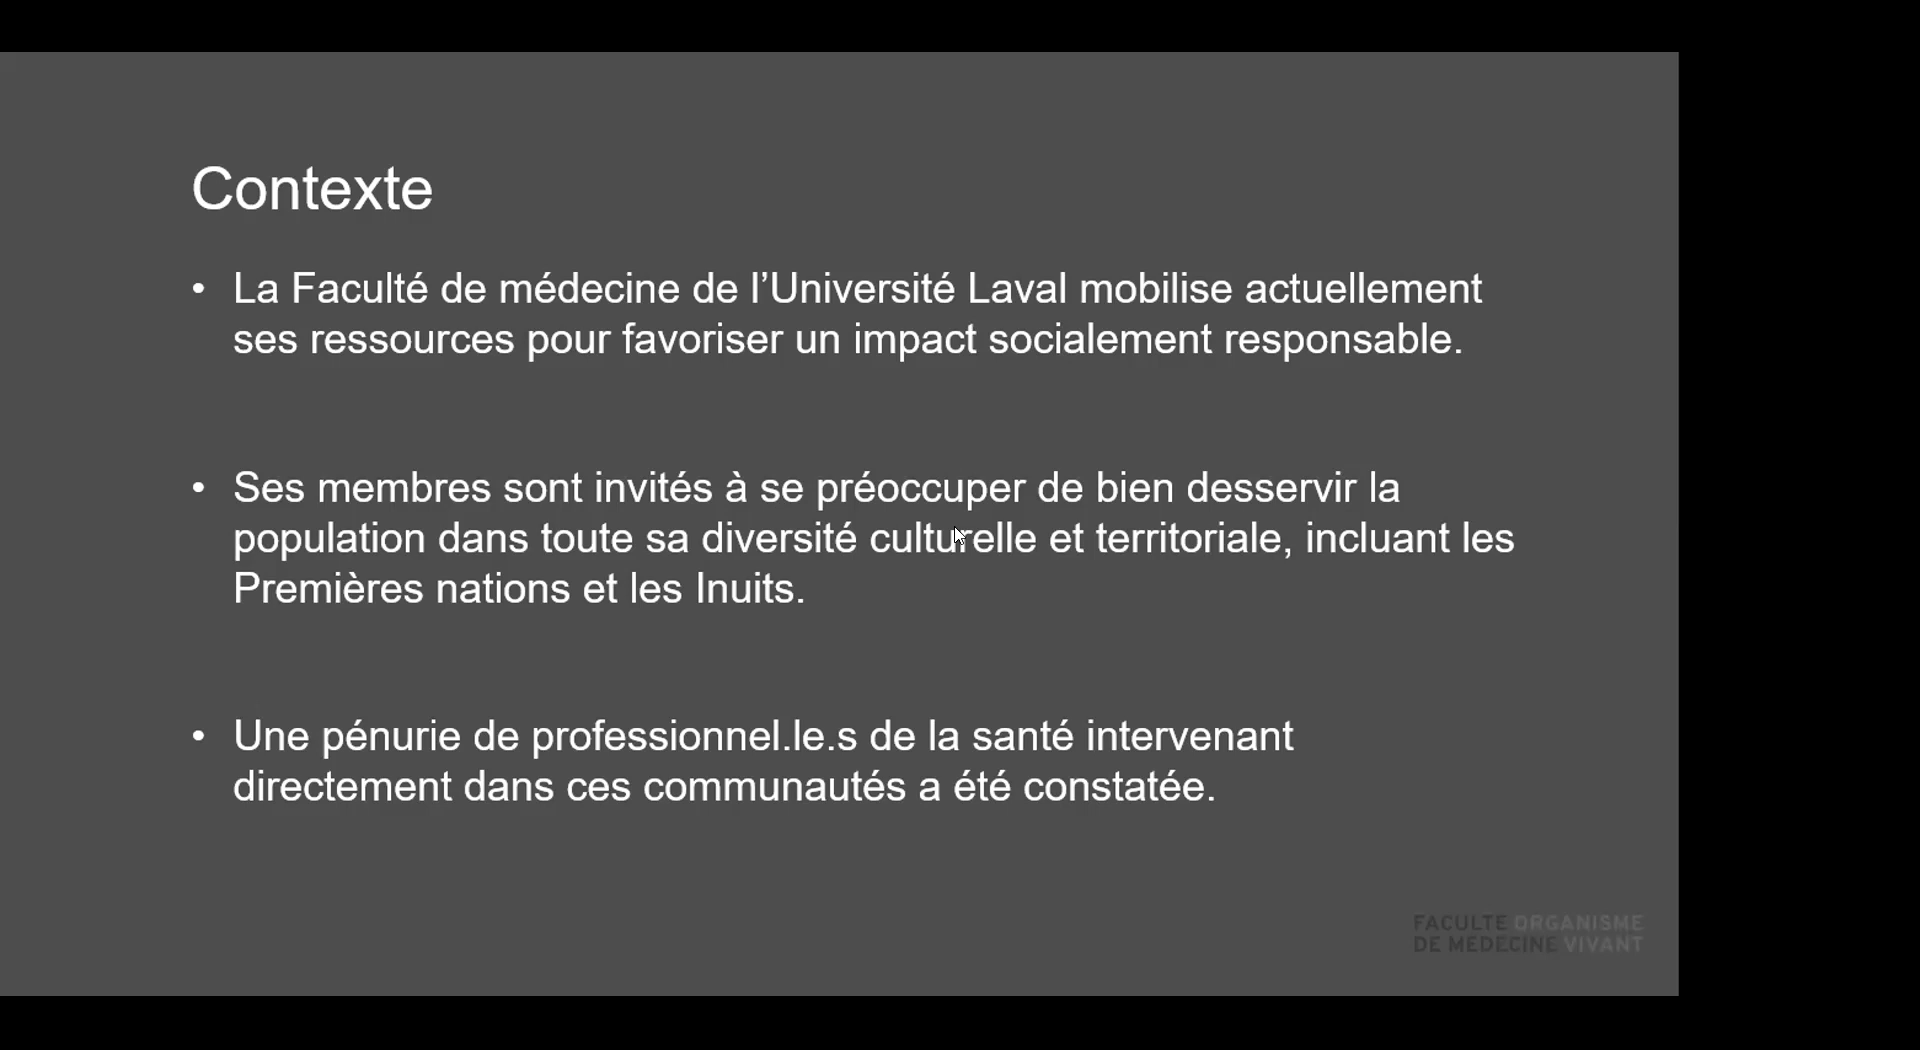 Contexte
• La Faculté de médecine de l’Université Laval mobilise actuellement
ses ressources pour favoriser un impact socialement responsable.
• Ses membres sont invités à se préoccuper de bien desservir la
population dans toute sa diversité culturelle et territoriale, incluant les
Premières nations et les Inuits.
• Une pénurie de professionnel.le.s de la santé intervenant
directement dans ces communautés a été constatée.
FACULTE ORGANISME
DE MEDECINE VIVANT